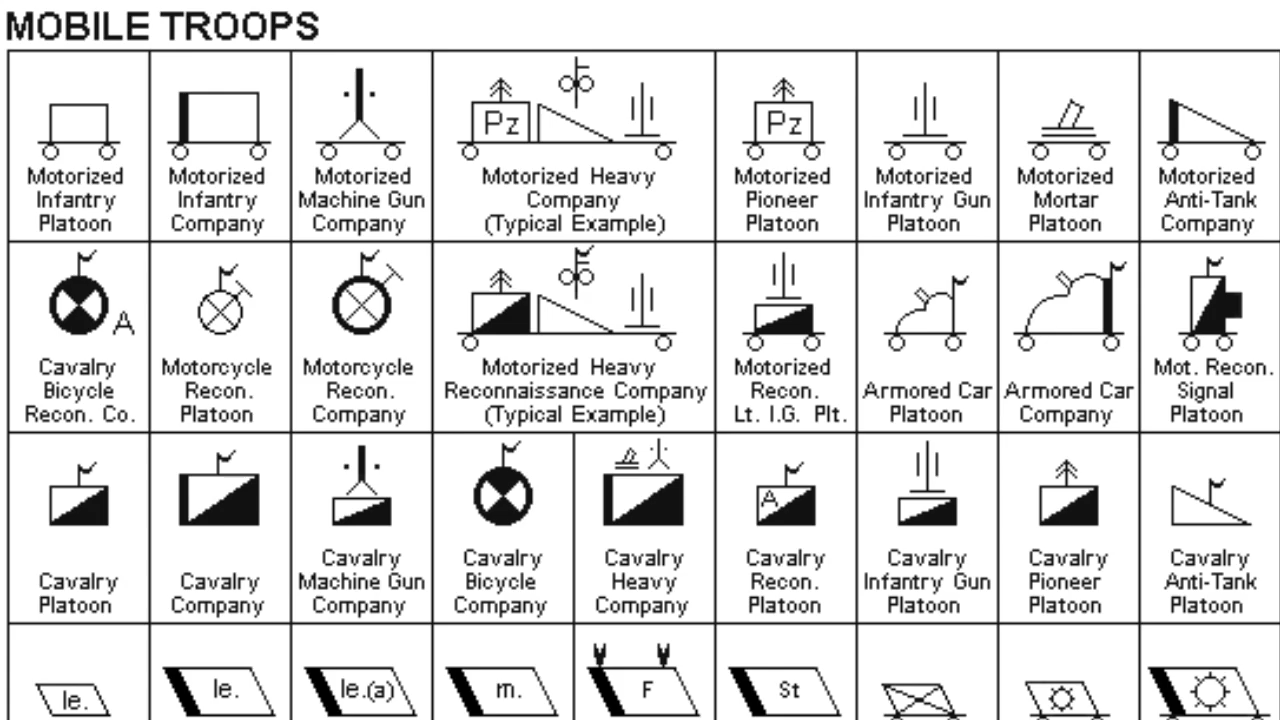 MOBILE TROOPS
Pz
Pz
Motorized
Infantry
Platoon
Motorized
Infantry
Company
Motorized
Machine Gun
Company
Motorized Heavy
Company
(Typical Example)
Motorized
Pioneer
Platoon
Motorized
Infantry Gun
Platoon
Motorized
Mortar
Platoon
Motorized
Anti-Tank
Company
A
Cavalry
Bicycle
Recon. Co.
Motorcycle
Recon.
Platoon
Motorcycle
Recon.
Company
Motorized Heavy
Reconnaissance Company
(Typical Example)
Motorized
Recon.
Lt. I.G. Plt.
Armored Car
Platoon
Armored Car
Company
Mot. Recon.
Signal
Platoon
A
Cavalry
Platoon
Cavalry
Company
Cavalry
Machine Gun
Company
Cavalry
Bicycle
Company
Cavalry
Heavy
Company
Cavalry
Recon.
Platoon
Cavalry
Infantry Gun
Platoon
Cavalry
Pioneer
Platoon
Cavalry
Anti-Tank
Platoon
le.
le.
le.(a)
m.
F
St